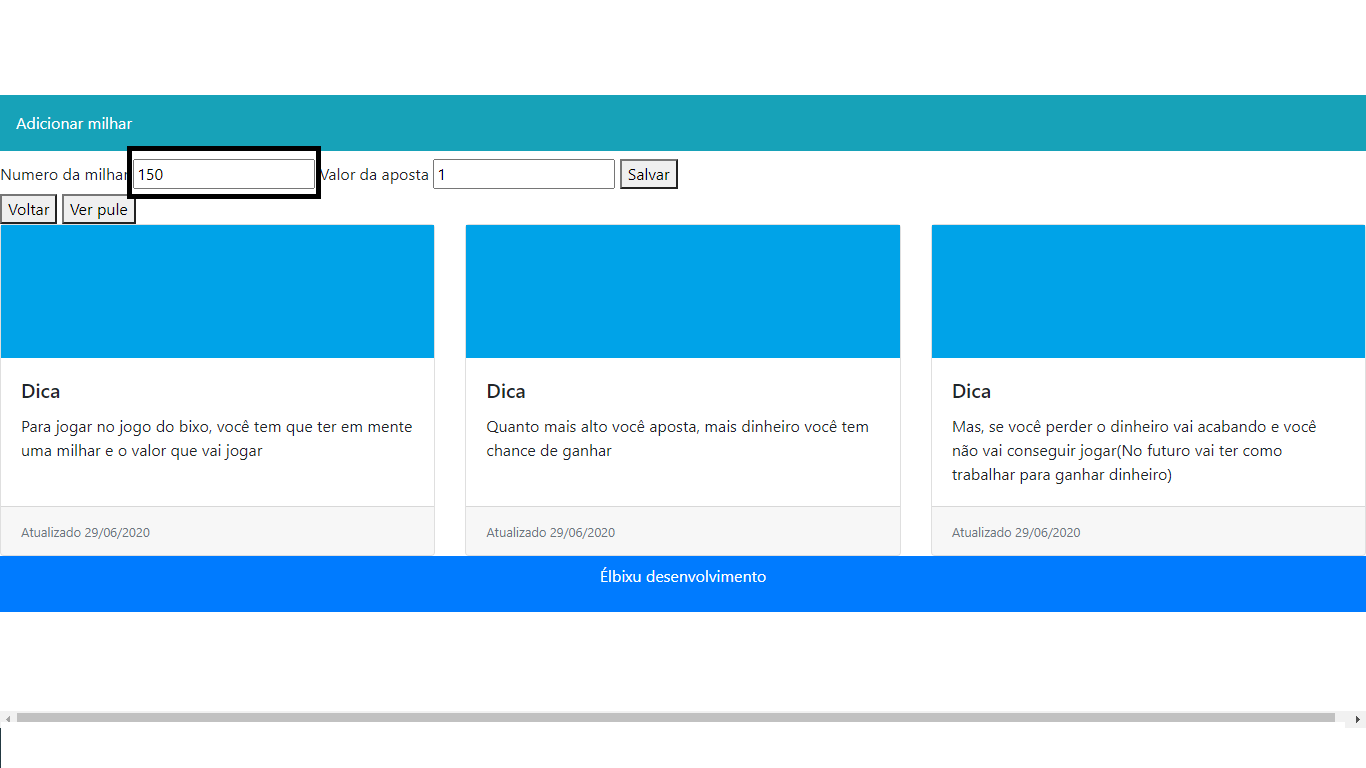 Adicionar milhar
Numero da milhar 150 Valor da aposta 1 Salvar
Voltar Ver pule
Dica
Para jogar no jogo do bixo, você tem que ter em mente
uma milhar e o valor que vai jogar
Atualizado 29/06/2020
Dica
Quanto mais alto você aposta, mais dinheiro você tem
chance de ganhar
Atualizado 29/06/2020
Dica
Mas, se você perder o dinheiro vai acabando e você
não vai conseguir jogar(No futuro vai ter como
trabalhar para ganhar dinheiro)
Atualizado 29/06/2020
Élbixu desenvolvimento